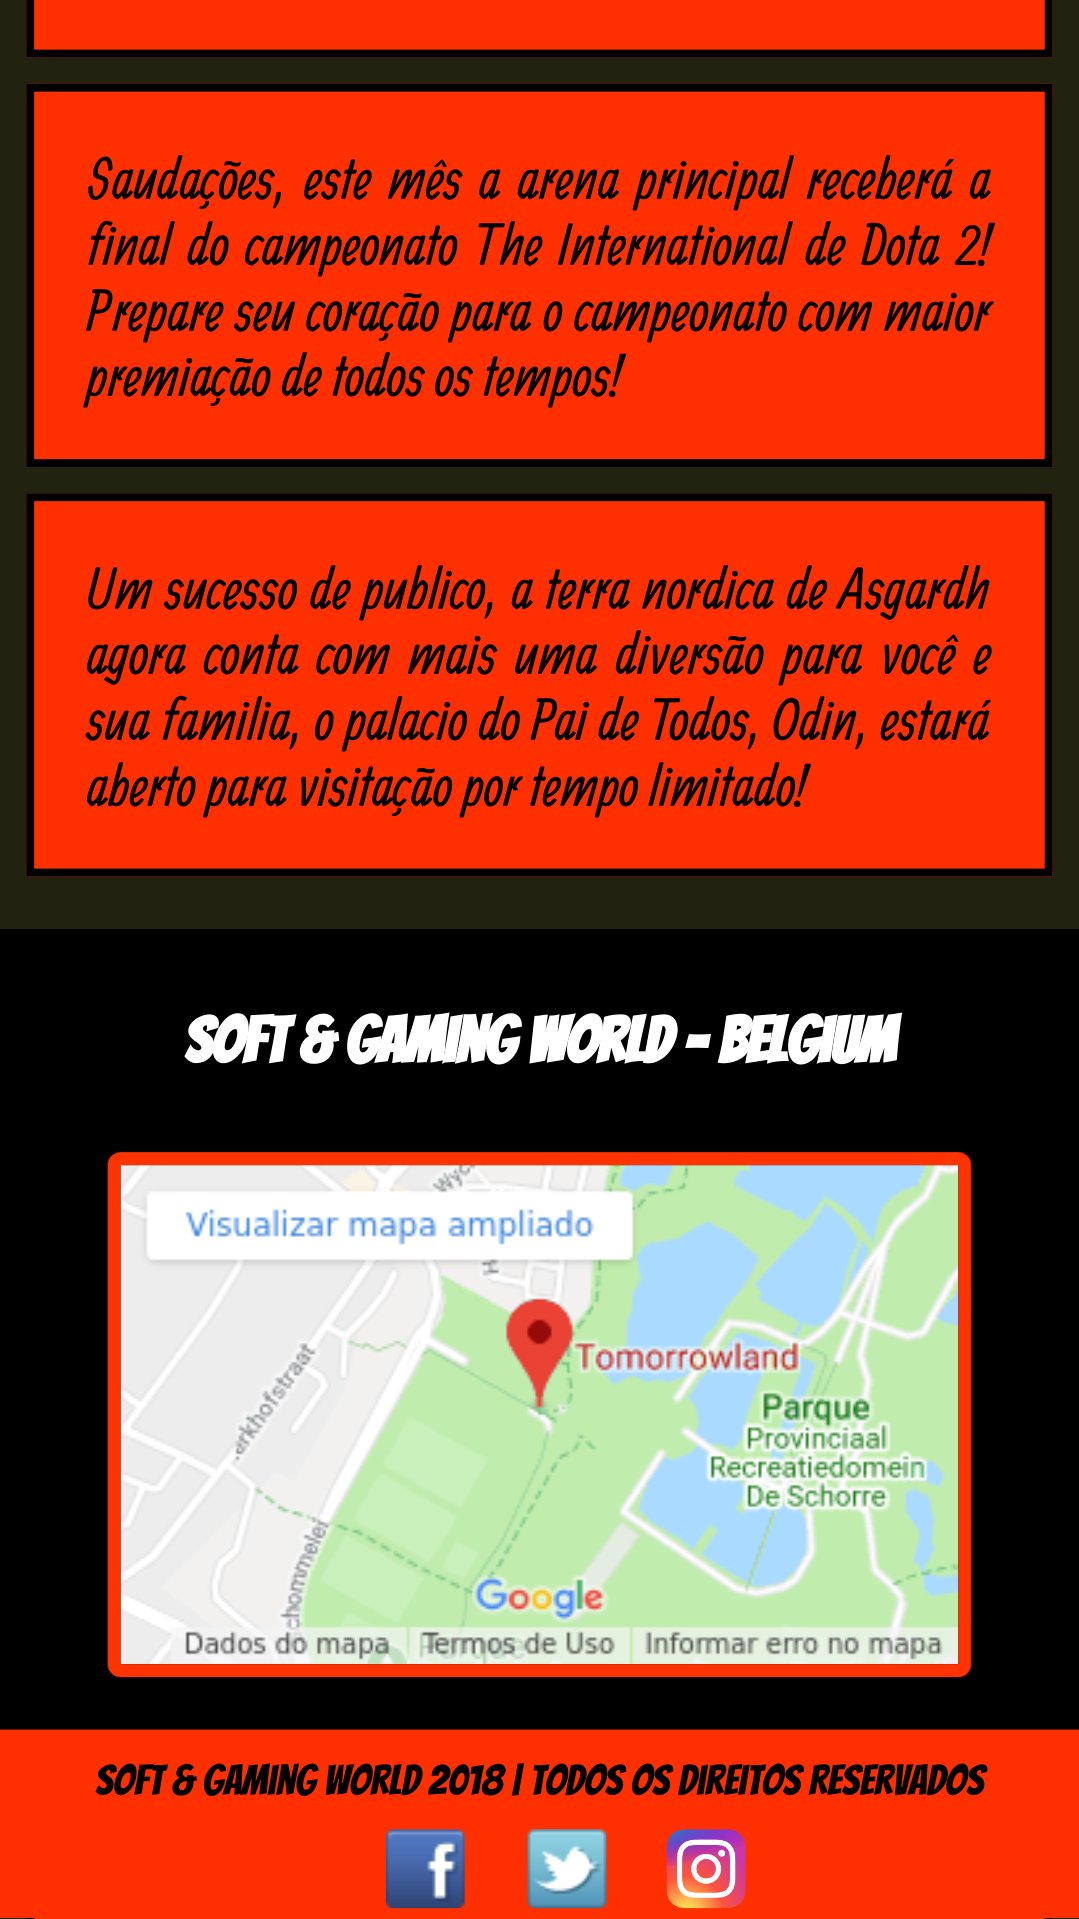 Saudações, este mês a arena principal receberá a
final do campeonato The International de Dota 2!
Prepare seu coração para o campeonato com maior
premiação de todos os tempos!
Um sucesso de publico, a terra nordica de Asgardh
agora conta com mais uma diversão para você e
sua familia, o palacio do Pai de Todos, Odin, estará
aberto para visitação por tempo limitado!
SOFT & GAMING WORLD - BELGIUM
Visualizar mapa ampliado
Tomorrowland
Parque
Provinciaal
Recreatiedomein
De Schorre
erkhofstraat
chommelei
Google
Dados do mapa
Termos de Uso
Informar erro no mapa
SOFT & GAMING WORLD 2018 | TODOS OS DIREITOS RESERVADOS